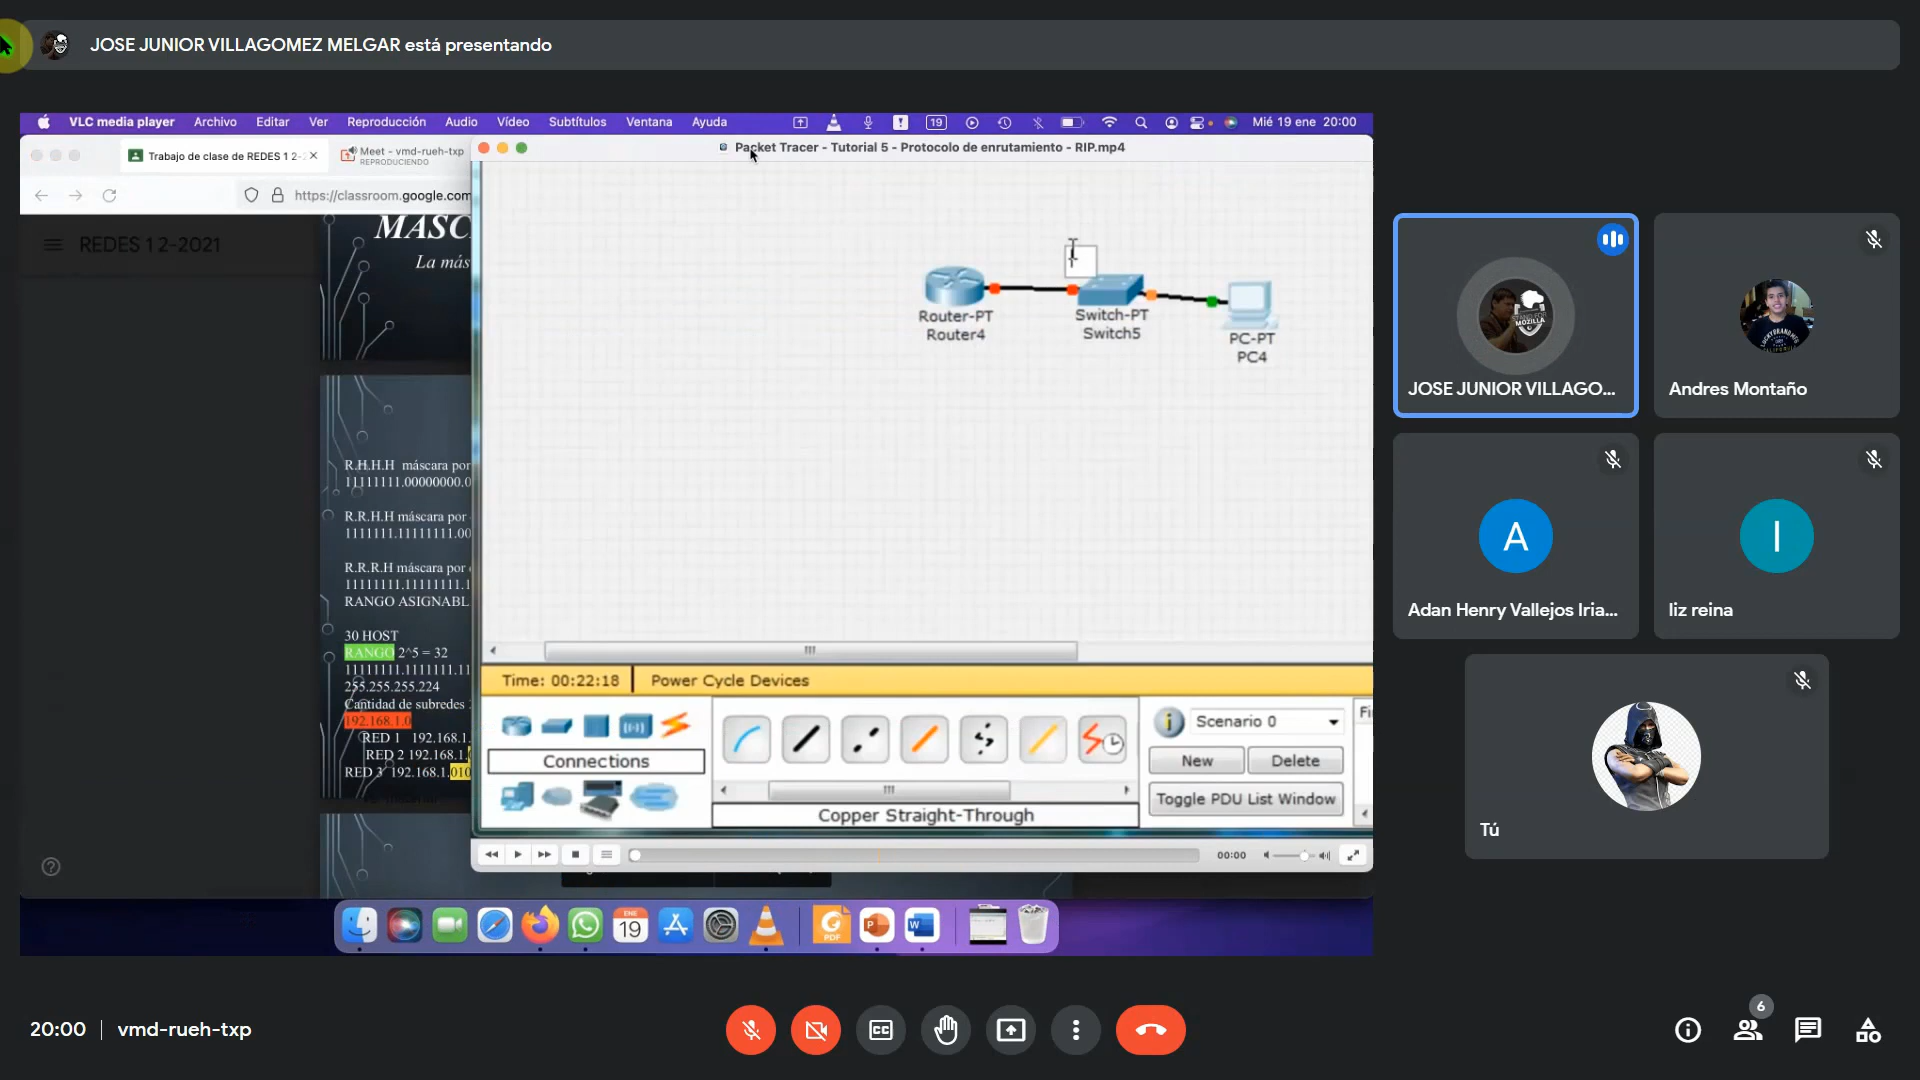 JOSE JUNIOR VILLAGOMEZ MELGAR está presentando
VLC media player Archivo Editar Ver Reproducción Audio Vídeo Subtítulos Ventana Ayuda 19 Mié 19 ene 20:00
Trabajo de clase de REDES 1 2-
Meet - vmd-rueh-txp
REPRODUCIENDO
Packet Tracer - Tutorial 5 - Protocolo de enrutamiento - RIP.mp4
https://classroom.google.com
REDES 1 2-2021
MÁSC
La más
R.H.H.H máscara por
11111111.00000000.0
R.R.H.H máscara por
1111111.11111111.00
R.R.R.H máscara por
11111111.11111111.1
RANGO ASIGNABL
30 HOST
RANGO 2^5 = 32
11111111.1111111.11
255.255.255.224
Cantidad de subredes
192.168.1.0
RED 1 192.168.1.
RED 2 192.168.1.
RED 3 192.168.1.010
Router-PT
Router4
Switch-PT
Switch5
PC-PT
PC4
Time: 00:22:18 Power Cycle Devices
Connections
Copper Straight-Through
Scenario 0
New Delete
Toggle PDU List Window
Fi
00:00
ENE
19
PDF
P
W
JOSE JUNIOR VILLAGO...
Andres Montaño
A
Adan Henry Vallejos Iria...
I
liz reina
Tú
20:00 | vmd-rueh-txp
CC
6